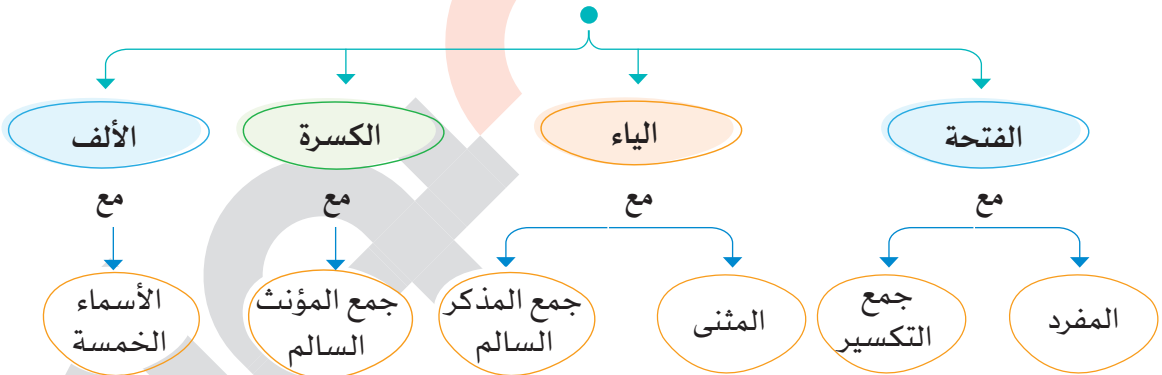 الفتحة
الياء
الكسرة
الألف
مع
مع
مع
مع
المفرد
جمع
التكسير
المثنى
جمع المذكر
السالم
جمع المؤنث
السالم
الأسماء
الخمسة